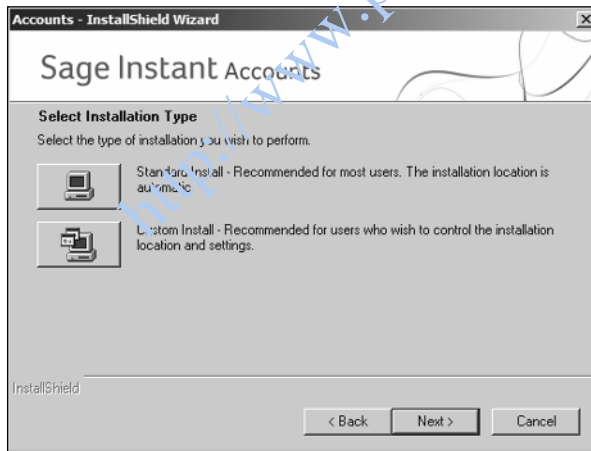 Accounts - InstallShield Wizard
Sage Instant Accounts
Select Installation Type
Select the type of installation you wish to perform.
Standard Install - Recommended for most users. The installation location is
automatic
Custom Install - Recommended for users who wish to control the installation
location and settings.
InstallShield
< Back
Next >
Cancel
http://www.p